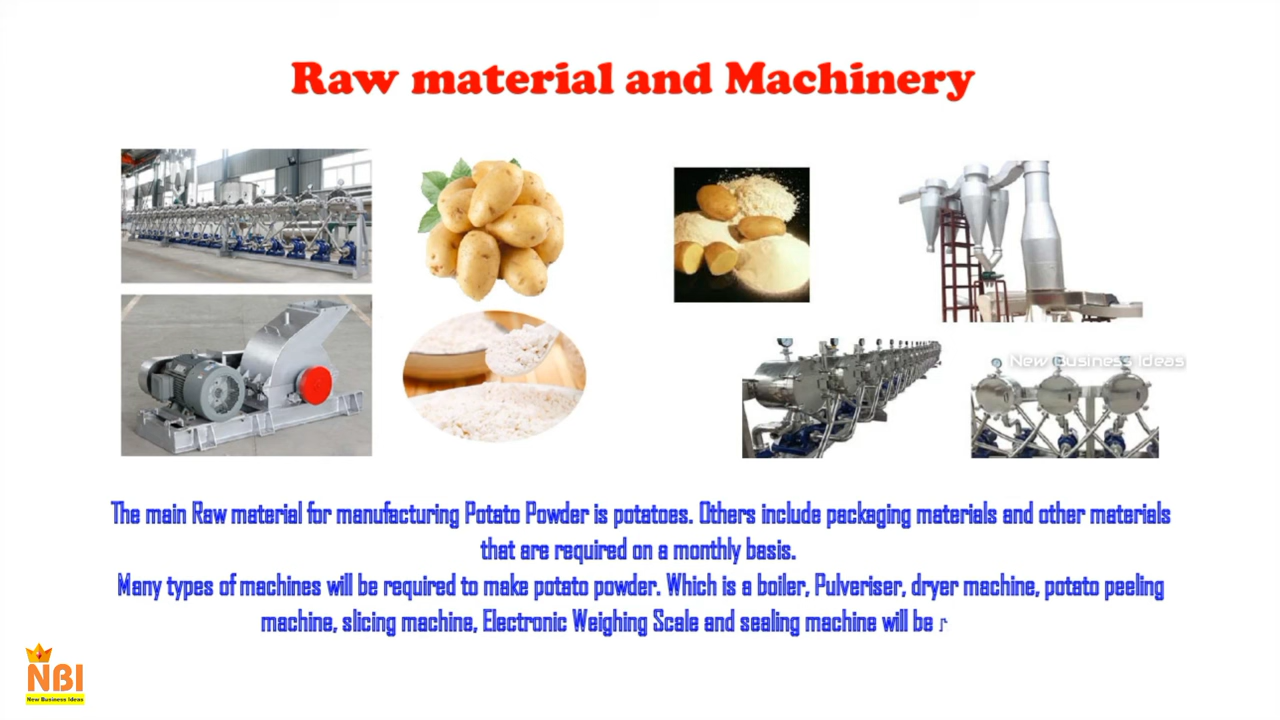 Raw material and Machinery
New Business Ideas
The main Raw material for manufacturing Potato Powder is potatoes. Others include packaging materials and other materials
that are required on a monthly basis.
Many types of machines will be required to make potato powder. Which is a boiler, Pulveriser, dryer machine, potato peeling
machine, slicing machine, Electronic Weighing Scale and sealing machine will be r
NBI
New Business Ideas